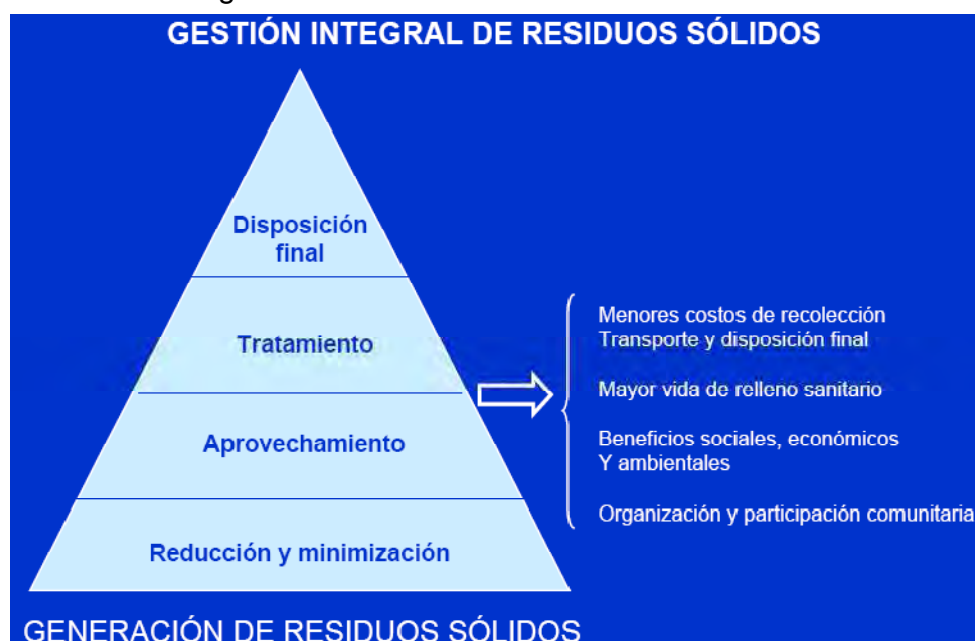 GESTIÓN INTEGRAL DE RESIDUOS SÓLIDOS
Disposición
final
Tratamiento
Aprovechamiento
Reducción y minimización
Menores costos de recolección
Transporte y disposición final
Mayor vida de relleno sanitario
Beneficios sociales, económicos
Y ambientales
Organización y participación comunitaria
GENERACIÓN DE RESIDUOS SÓLIDOS